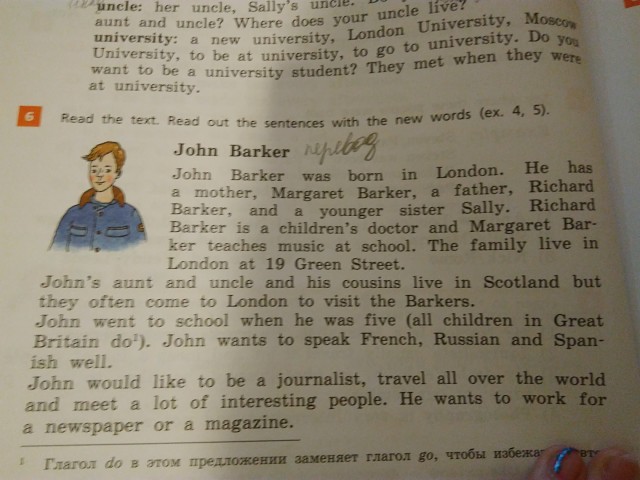 uncle: her uncle, Sally's uncle.
aunt and uncle? Where does your uncle live?
university: a new university, London University, Moscow
University, to be at university, to go to university. Do you
want to be a university student? They met when they were
at university.
6 Read the text. Read out the sentences with the new words (ex. 4, 5).
John Barker перевод
John Barker was born in London. He has
a mother, Margaret Barker, a father, Richard
Barker, and a younger sister Sally. Richard
Barker is a children's doctor and Margaret Bar-
ker teaches music at school. The family live in
London at 19 Green Street.
John's aunt and uncle and his cousins live in Scotland but
they often come to London to visit the Barkers.
John went to school when he was five (all children in Great
Britain do¹). John wants to speak French, Russian and Span-
ish well.
John would like to be a journalist, travel all over the world
and meet a lot of interesting people. He wants to work for
a newspaper or a magazine.
¹ Глагол do в этом предложении заменяет глагол go, чтобы